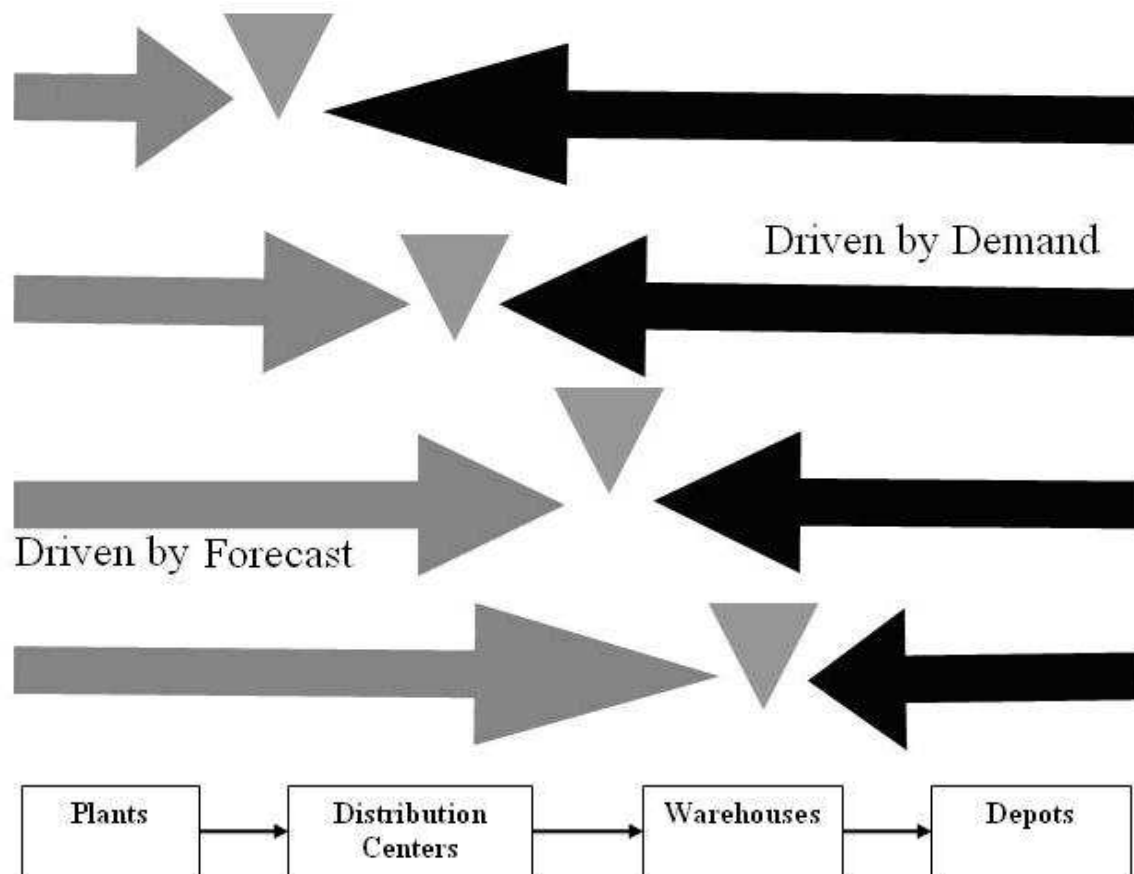 Driven by Demand
Driven by Forecast
Plants
Distribution
Centers
Warehouses
Depots